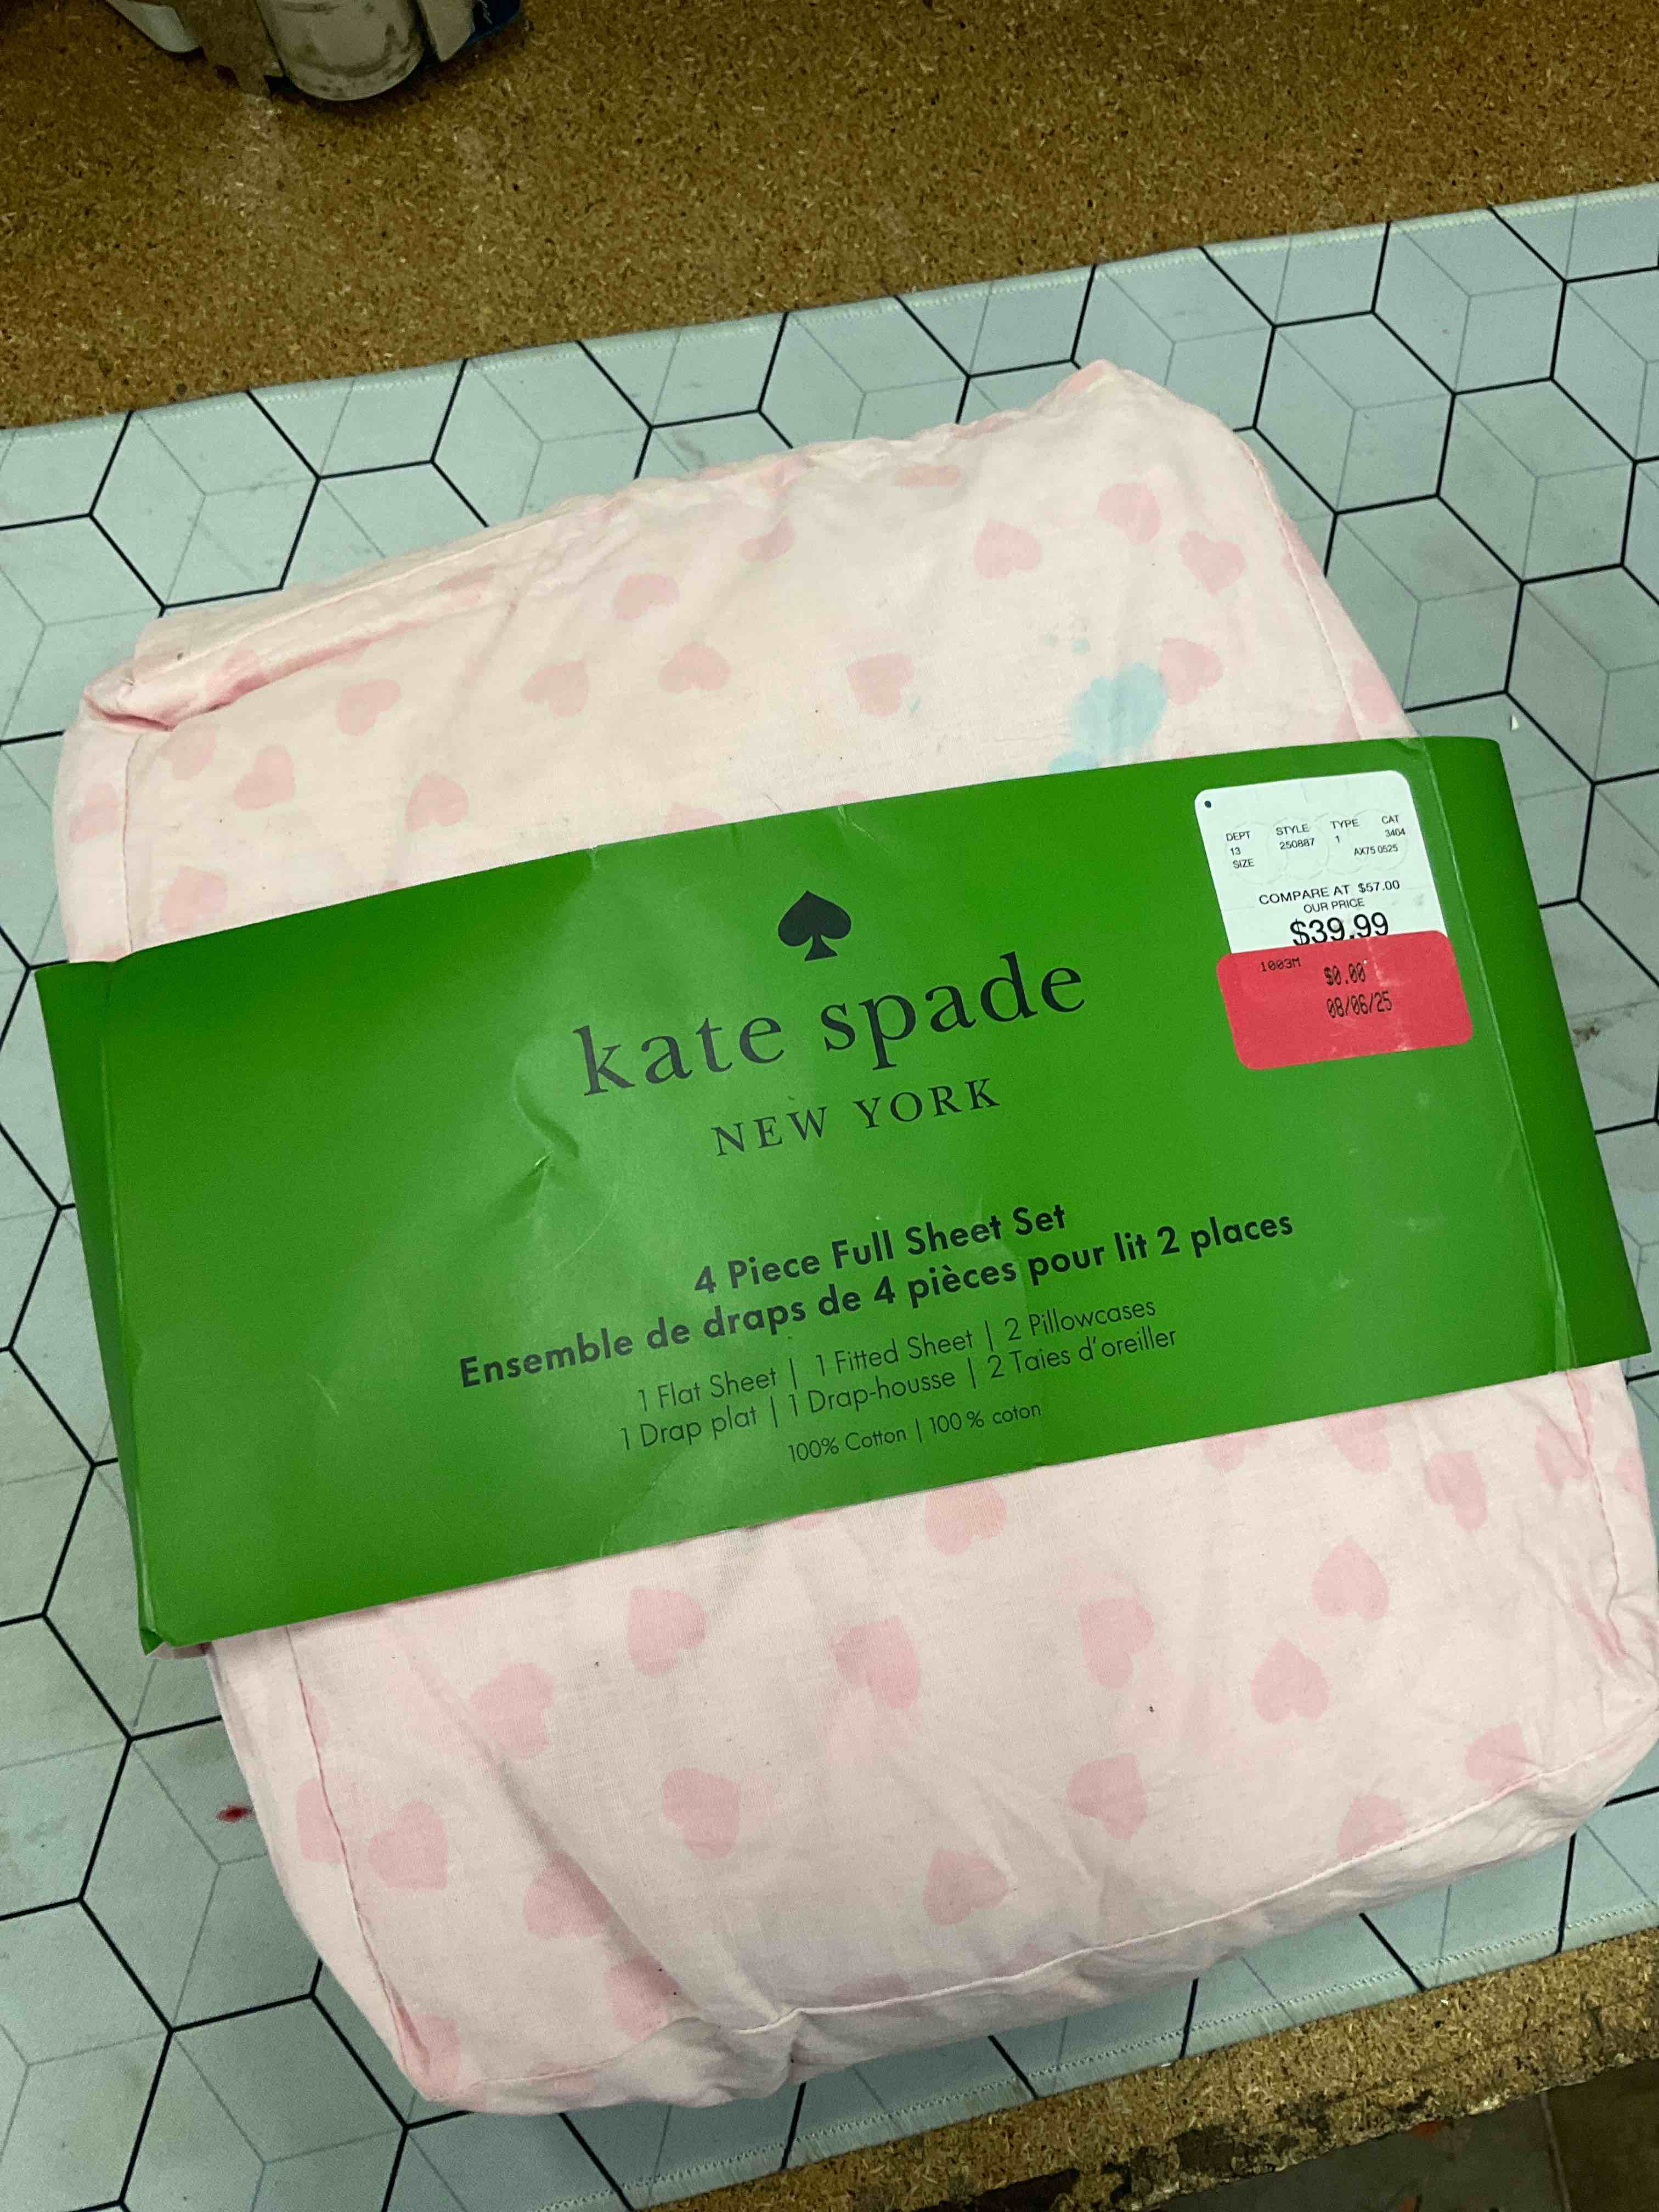 DEPT STYLE TYPE CAT
13 250887 1 3404
SIZE AX75 0525
COMPARE AT $57.00
OUR PRICE
$39.99
1003M $0.00
08/06/25
kate spade
NEW YORK
4 Piece Full Sheet Set
Ensemble de draps de 4 pièces pour lit 2 places
1 Flat Sheet | 1 Fitted Sheet | 2 Pillowcases
1 Drap plat | 1 Drap-housse | 2 Taies d'oreiller
100% Cotton | 100 % coton